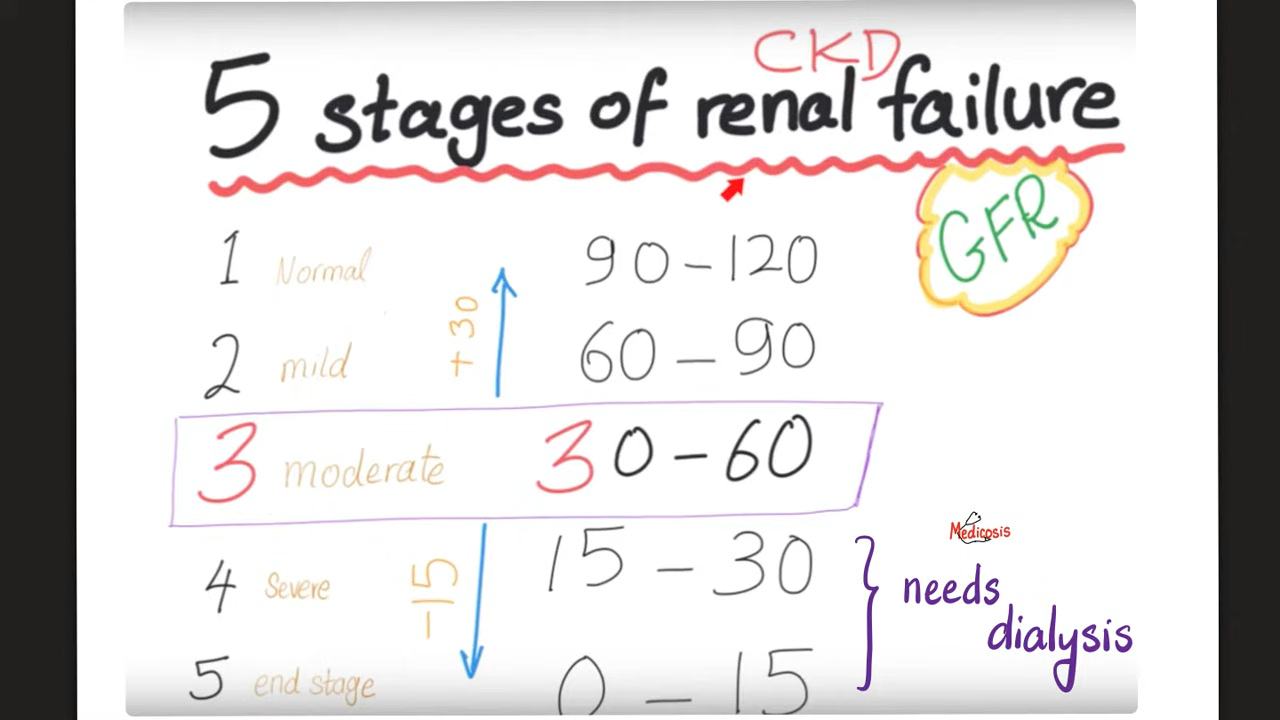 CKD
5 stages of renal failure
GFR
1 Normal 90-120
+30
2 mild 60-90
3 moderate 30-60
Medicosis
4 Severe 15-30
-15
needs
dialysis
5 end stage 0-15